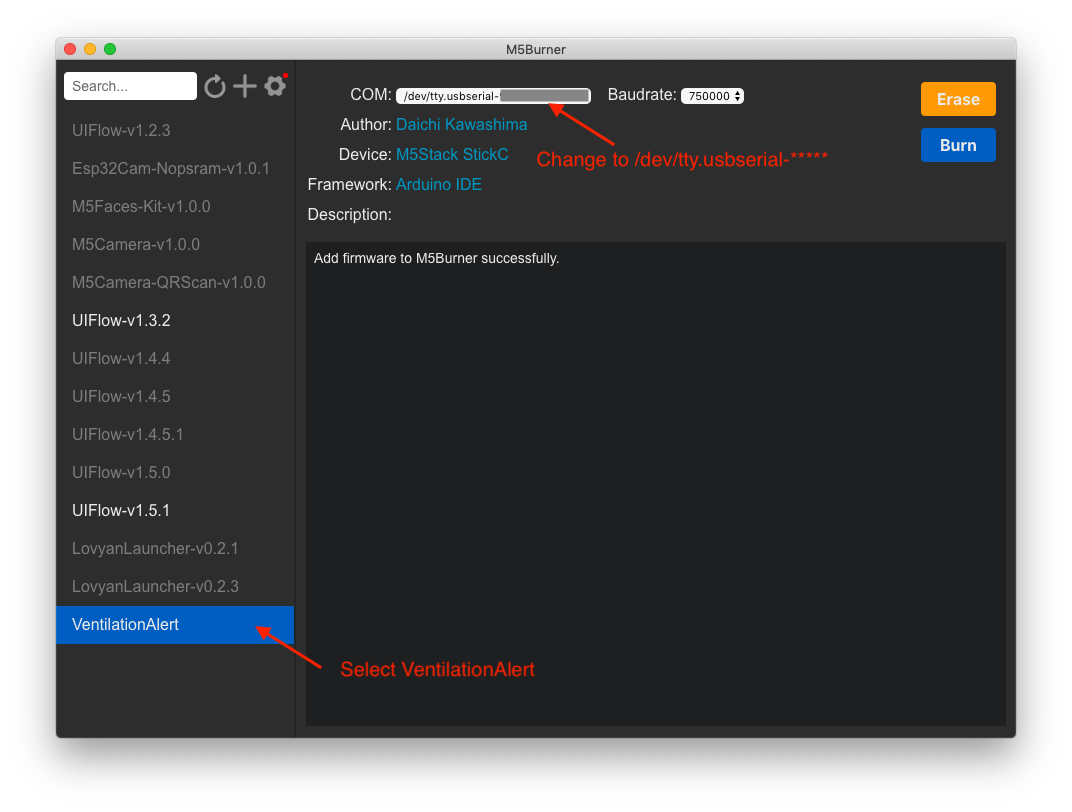 M5Burner
Search...
UIFlow-v1.2.3
Esp32Cam-Nopsram-v1.0.1
M5Faces-Kit-v1.0.0
M5Camera-v1.0.0
M5Camera-QRScan-v1.0.0
UIFlow-v1.3.2
UIFlow-v1.4.4
UIFlow-v1.4.5
UIFlow-v1.4.5.1
UIFlow-v1.5.0
UIFlow-v1.5.1
LovyanLauncher-v0.2.1
LovyanLauncher-v0.2.3
VentilationAlert
COM: /dev/tty.usbserial- Baudrate: 750000
Author: Daichi Kawashima
Device: M5Stack StickC
Framework: Arduino IDE
Description:
Erase
Burn
Change to /dev/tty.usbserial-*****
Add firmware to M5Burner successfully.
Select VentilationAlert